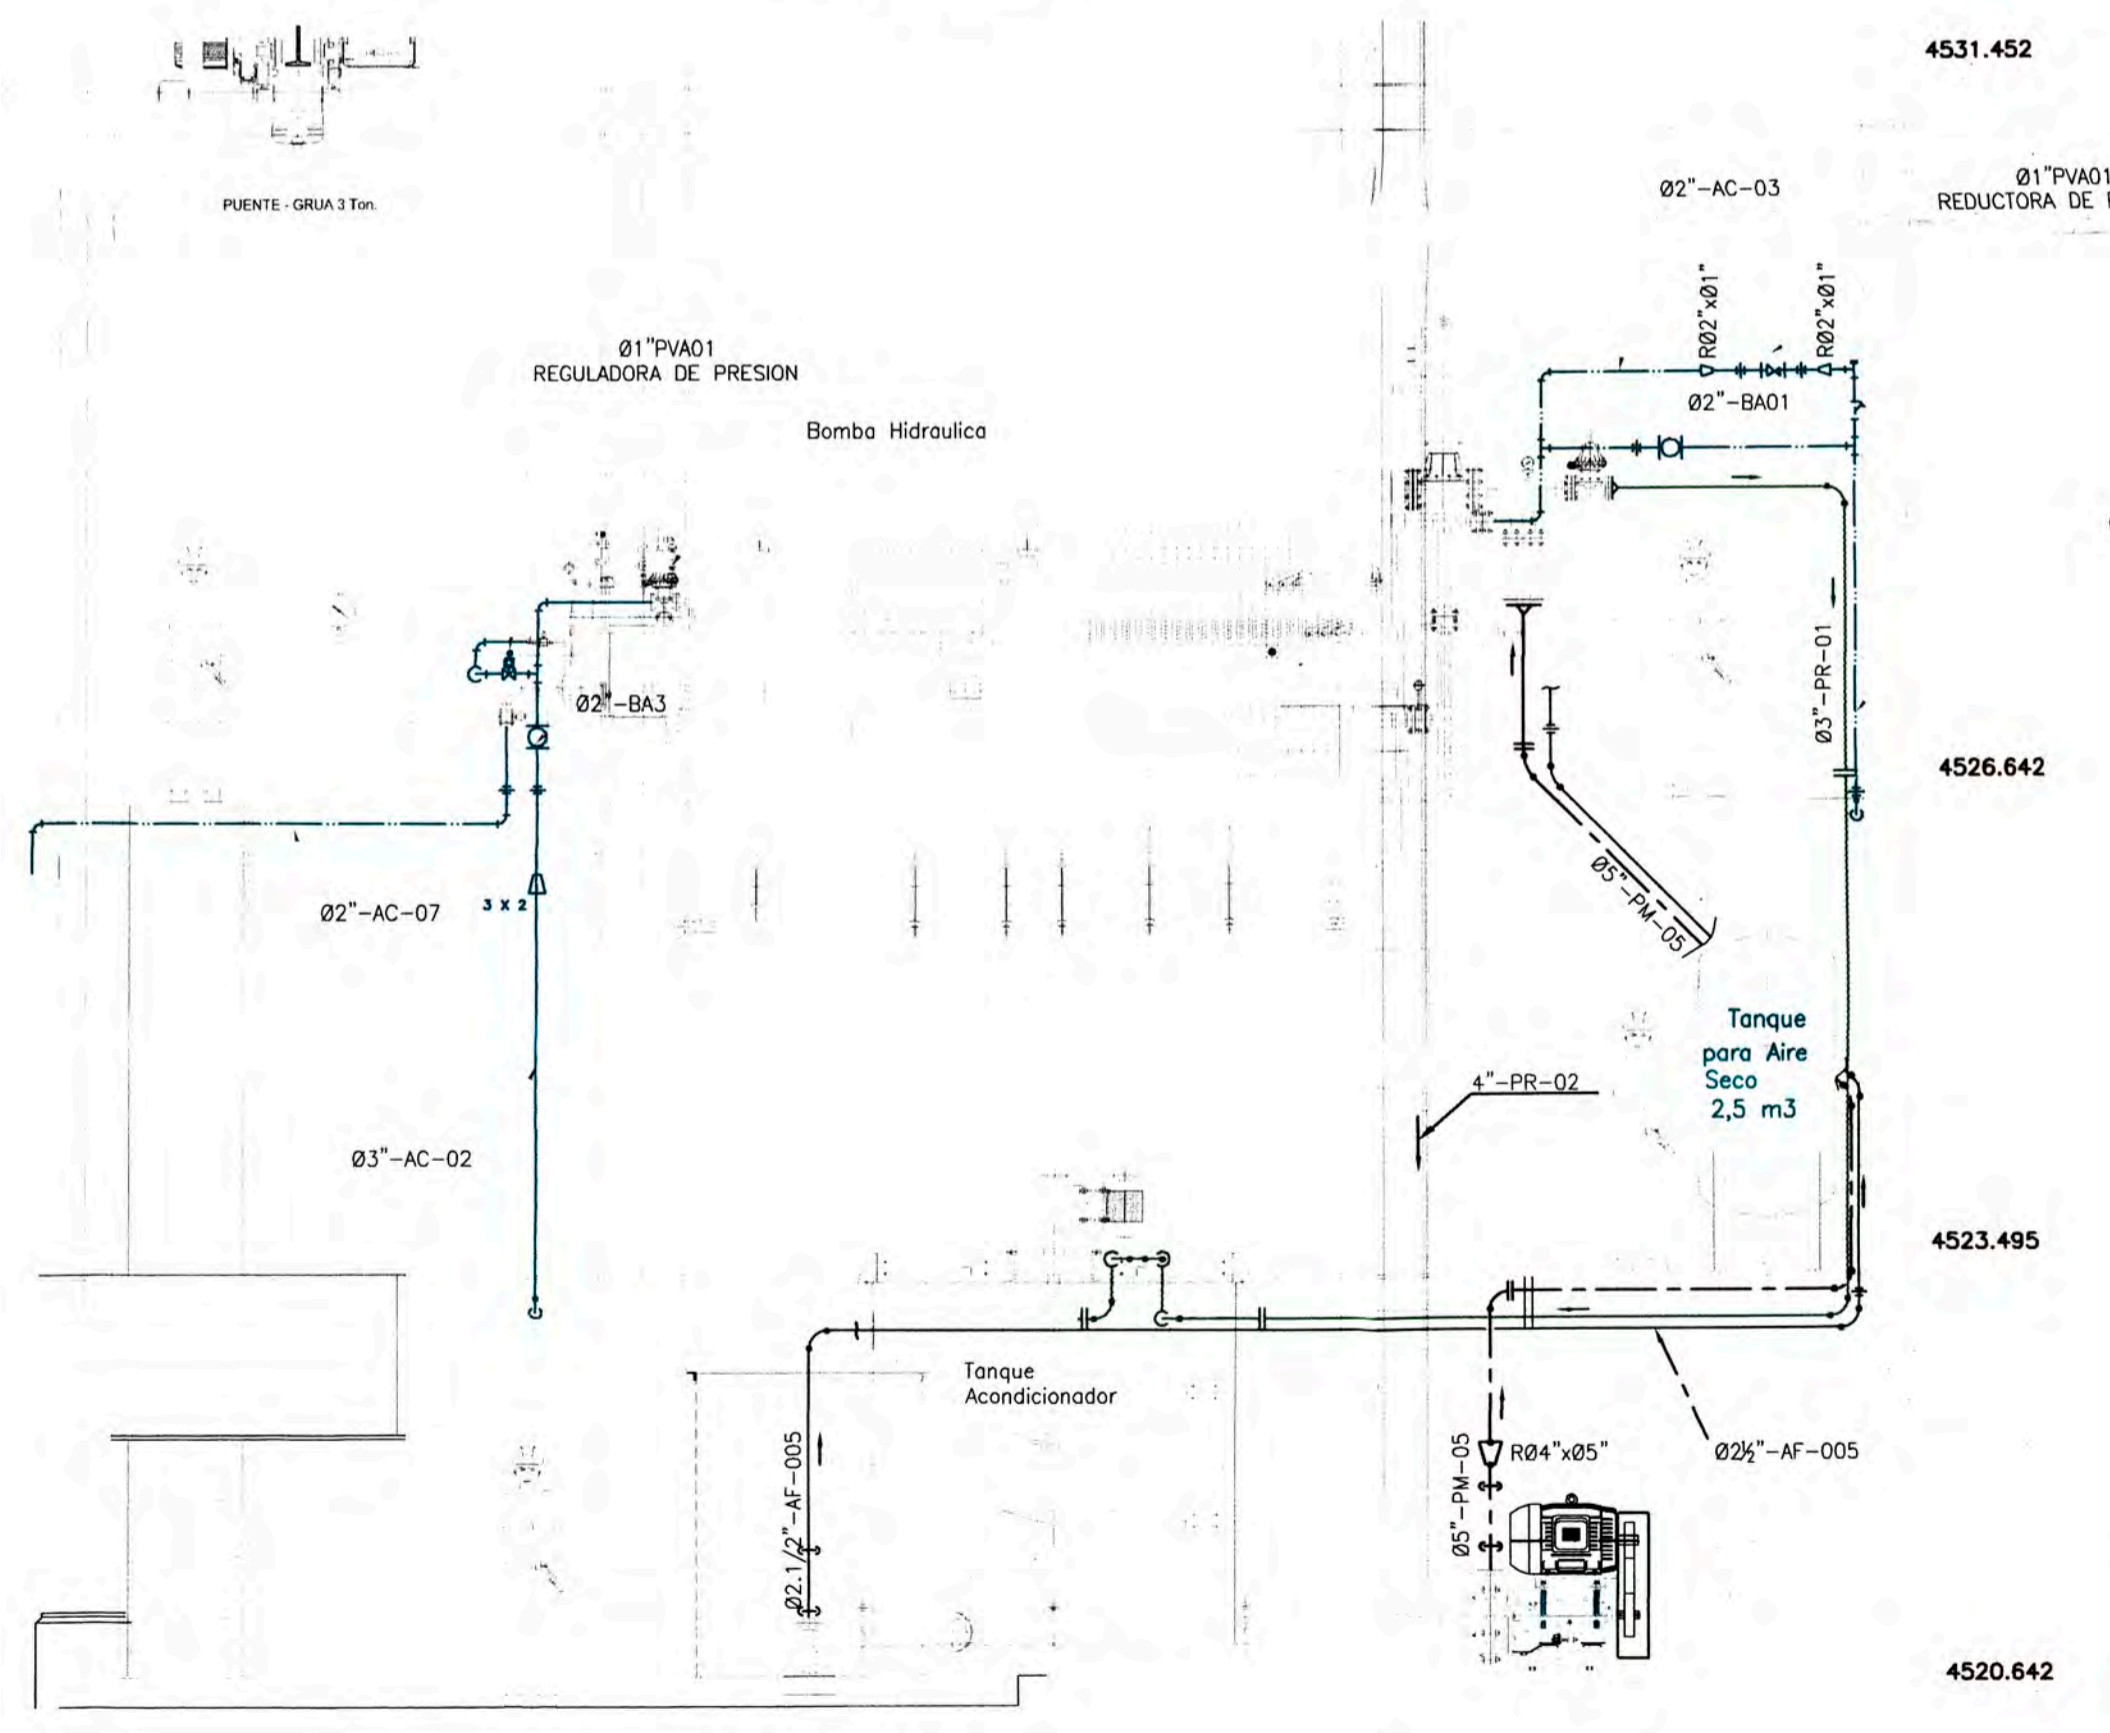 4531.452
PUENTE - GRUA 3 Ton.
Ø2"-AC-03
Ø1"PVA01
REDUCTORA DE
RØ2"xØ1"
RØ2"xØ1"
Ø1"PVA01
REGULADORA DE PRESION
Ø2"-BA01
Bomba Hidraulica
Ø3"-PR-01
Ø2"-BA3
4526.642
Ø5"-PM-05
3 X 2
Ø2"-AC-07
Tanque
para Aire
Seco
2,5 m3
4"-PR-02
Ø3"-AC-02
4523.495
Tanque
Acondicionador
Ø2.1/2"-AF-005
Ø5"-PM-05
RØ4"xØ5"
Ø2½"-AF-005
4520.642